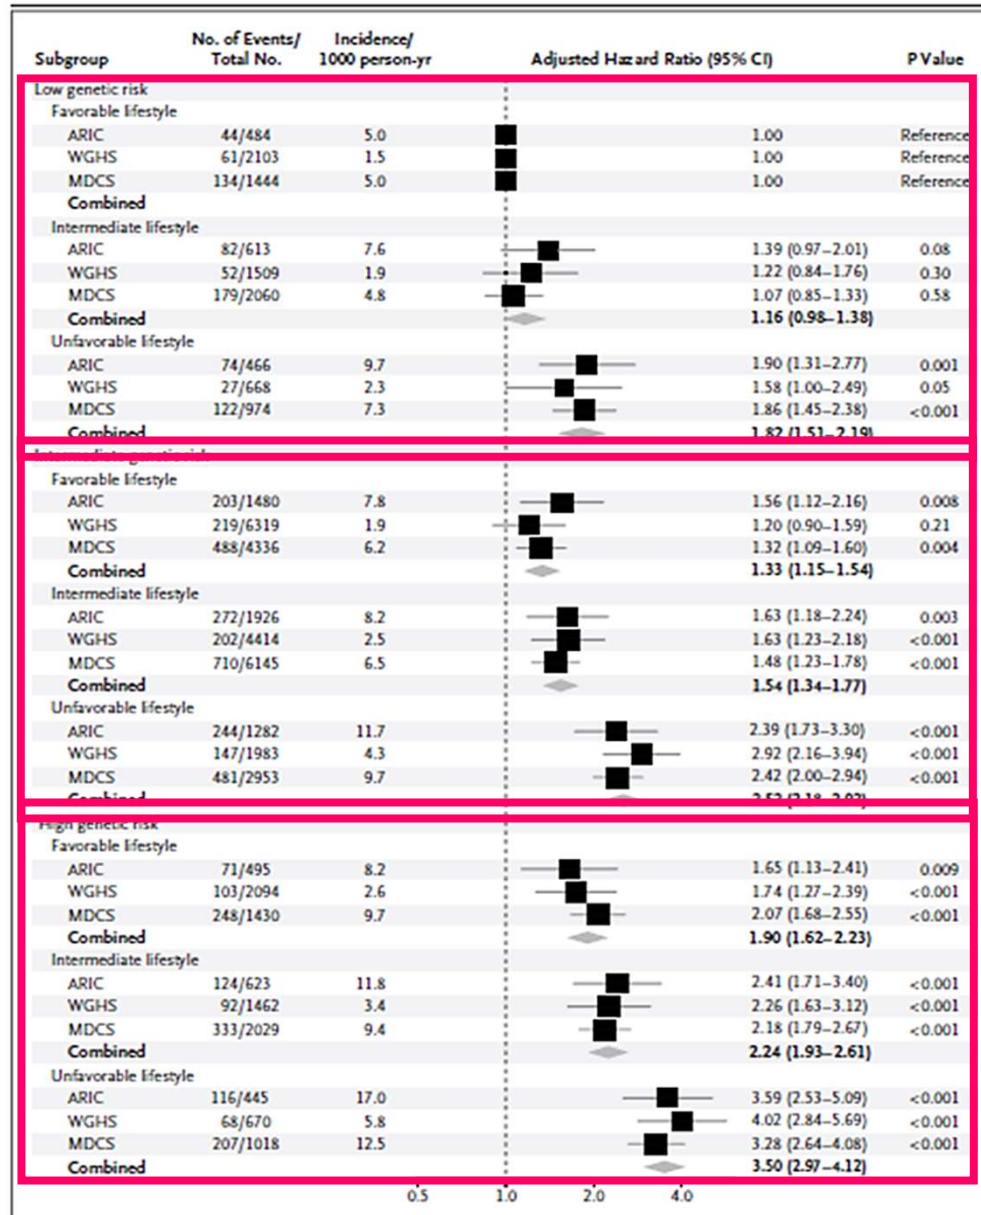 No. of Events/ Incidence/
Subgroup Total No. 1000 person-yr Adjusted Hazard Ratio (95% CI) P Value
Low genetic risk
Favorable lifestyle
ARIC 44/484 5.0 1.00 Reference
WGHS 61/2103 1.5 1.00 Reference
MDCS 134/1444 5.0 1.00 Reference
Combined
Intermediate lifestyle
ARIC 82/613 7.6 1.39 (0.97–2.01) 0.08
WGHS 52/1509 1.9 1.22 (0.84–1.76) 0.30
MDCS 179/2060 4.8 1.07 (0.85–1.33) 0.58
Combined 1.16 (0.98–1.38)
Unfavorable lifestyle
ARIC 74/466 9.7 1.90 (1.31–2.77) 0.001
WGHS 27/668 2.3 1.58 (1.00–2.49) 0.05
MDCS 122/974 7.3 1.86 (1.45–2.38) <0.001
Combined 1.82 (1.51–2.19)
Intermediate genetic risk
Favorable lifestyle
ARIC 203/1480 7.8 1.56 (1.12–2.16) 0.008
WGHS 219/6319 1.9 1.20 (0.90–1.59) 0.21
MDCS 488/4336 6.2 1.32 (1.09–1.60) 0.004
Combined 1.33 (1.15–1.54)
Intermediate lifestyle
ARIC 272/1926 8.2 1.63 (1.18–2.24) 0.003
WGHS 202/4414 2.5 1.63 (1.23–2.18) <0.001
MDCS 710/6145 6.5 1.48 (1.23–1.78) <0.001
Combined 1.54 (1.34–1.77)
Unfavorable lifestyle
ARIC 244/1282 11.7 2.39 (1.73–3.30) <0.001
WGHS 147/1983 4.3 2.92 (2.16–3.94) <0.001
MDCS 481/2953 9.7 2.42 (2.00–2.94) <0.001
Combined
High genetic risk
Favorable lifestyle
ARIC 71/495 8.2 1.65 (1.13–2.41) 0.009
WGHS 103/2094 2.6 1.74 (1.27–2.39) <0.001
MDCS 248/1430 9.7 2.07 (1.68–2.55) <0.001
Combined 1.90 (1.62–2.23)
Intermediate lifestyle
ARIC 124/623 11.8 2.41 (1.71–3.40) <0.001
WGHS 92/1462 3.4 2.26 (1.63–3.12) <0.001
MDCS 333/2029 9.4 2.18 (1.79–2.67) <0.001
Combined 2.24 (1.93–2.61)
Unfavorable lifestyle
ARIC 116/445 17.0 3.59 (2.53–5.09) <0.001
WGHS 68/670 5.8 4.02 (2.84–5.69) <0.001
MDCS 207/1018 12.5 3.28 (2.64–4.08) <0.001
Combined 3.50 (2.97–4.12)
0.5 1.0 2.0 4.0